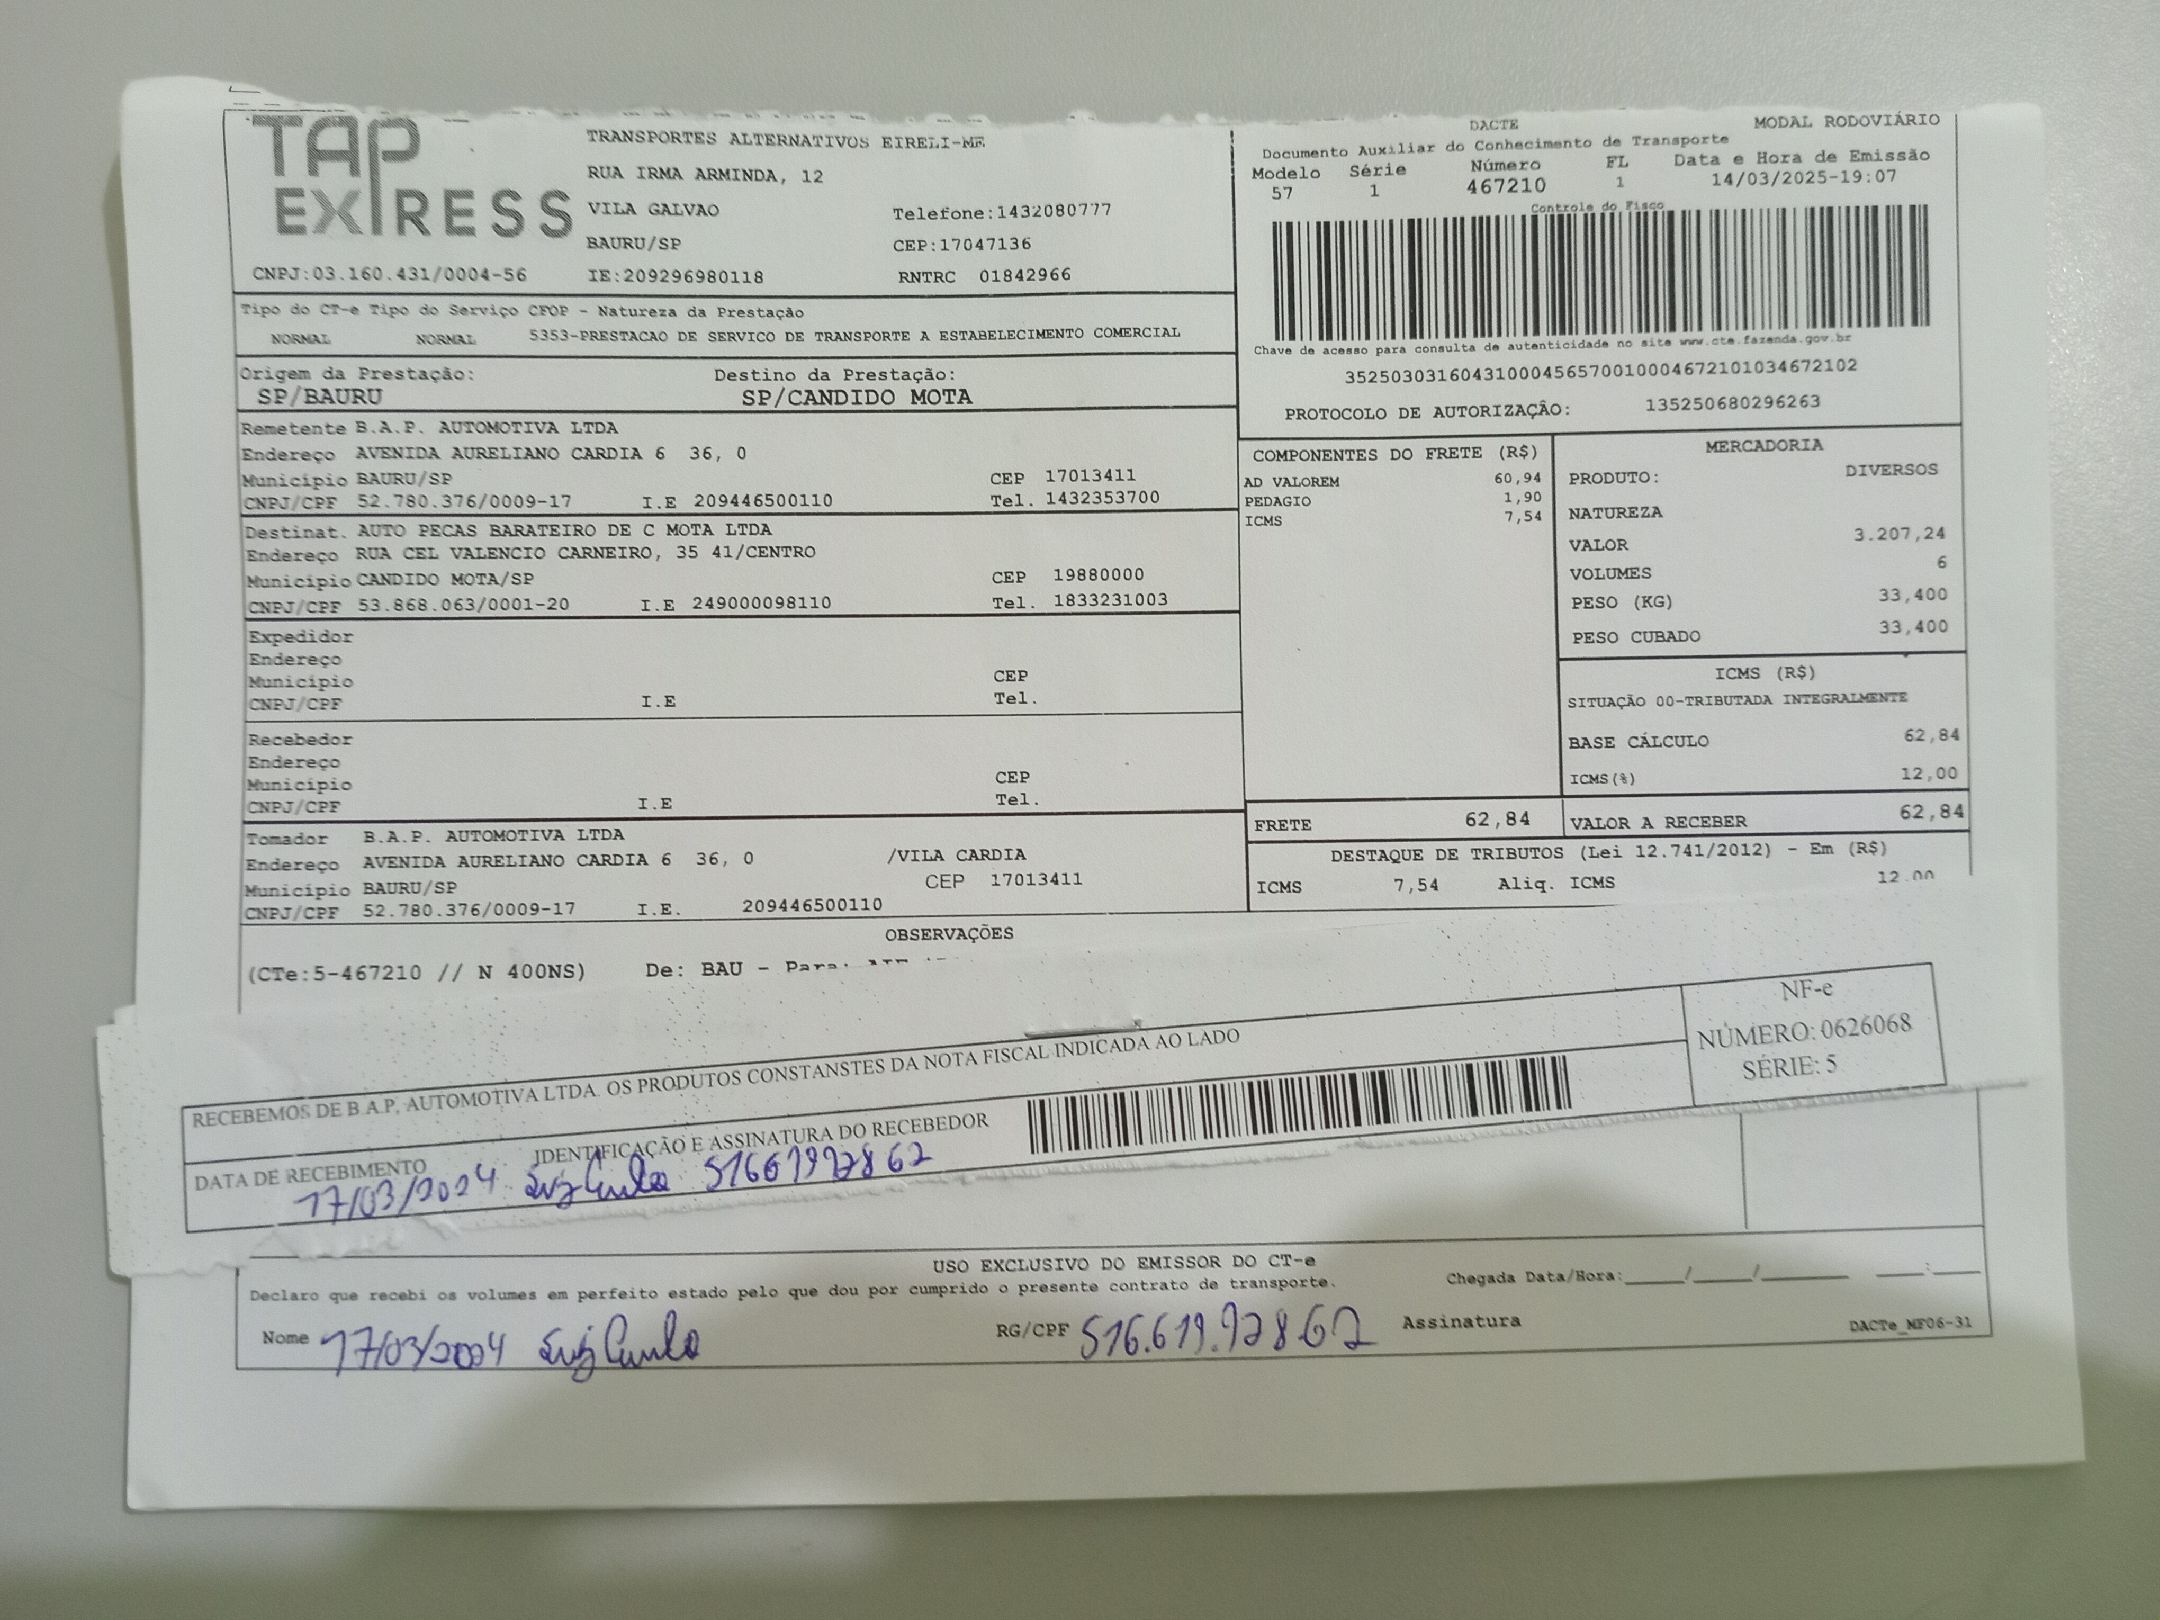 TAP
EXPRESS
TRANSPORTES ALTERNATIVOS EIRELI-ME
RUA IRMA ARMINDA, 12
VILA GALVAO Telefone:1432080777
BAURU/SP CEP:17047136
CNPJ:03.160.431/0004-56 IE:209296980118 RNTRC 01842966
DACTE MODAL RODOVIÁRIO
Documento Auxiliar do Conhecimento de Transporte
Modelo Série Número FL Data e Hora de Emissão
57 1 467210 1 14/03/2025-19:07
Controle do Fisco
Chave de acesso para consulta de autenticidade no site www.cte.fazenda.gov.br
35250303160431000456570010004672101034672102
PROTOCOLO DE AUTORIZAÇÃO: 135250680296263
Tipo do CT-e Tipo do Serviço CFOP - Natureza da Prestação
NORMAL NORMAL 5353-PRESTACAO DE SERVICO DE TRANSPORTE A ESTABELECIMENTO COMERCIAL
Origem da Prestação: Destino da Prestação:
SP/BAURU SP/CANDIDO MOTA
Remetente B.A.P. AUTOMOTIVA LTDA
Endereço AVENIDA AURELIANO CARDIA 6 36, 0
Município BAURU/SP CEP 17013411
CNPJ/CPF 52.780.376/0009-17 I.E 209446500110 Tel. 1432353700
Destinat. AUTO PECAS BARATEIRO DE C MOTA LTDA
Endereço RUA CEL VALENCIO CARNEIRO, 35 41/CENTRO
Município CANDIDO MOTA/SP CEP 19880000
CNPJ/CPF 53.868.063/0001-20 I.E 249000098110 Tel. 1833231003
Expedidor
Endereço
Município CEP
CNPJ/CPF I.E Tel.
Recebedor
Endereço
Município CEP
CNPJ/CPF I.E Tel.
Tomador B.A.P. AUTOMOTIVA LTDA
Endereço AVENIDA AURELIANO CARDIA 6 36, 0 /VILA CARDIA
Município BAURU/SP CEP 17013411
CNPJ/CPF 52.780.376/0009-17 I.E. 209446500110
COMPONENTES DO FRETE (R$)
AD VALOREM 60,94
PEDAGIO 1,90
ICMS 7,54
MERCADORIA
PRODUTO: DIVERSOS
NATUREZA
VALOR 3.207,24
VOLUMES 6
PESO (KG) 33,400
PESO CUBADO 33,400
ICMS (R$)
SITUAÇÃO 00-TRIBUTADA INTEGRALMENTE
BASE CÁLCULO 62,84
ICMS(%) 12,00
FRETE 62,84 VALOR A RECEBER 62,84
DESTAQUE DE TRIBUTOS (Lei 12.741/2012) - Em (R$)
ICMS 7,54 Aliq. ICMS 12.00
OBSERVAÇÕES
(CTe:5-467210 // N 400NS) De: BAU - Para:
RECEBEMOS DE B.A.P. AUTOMOTIVA LTDA. OS PRODUTOS CONSTANSTES DA NOTA FISCAL INDICADA AO LADO
DATA DE RECEBIMENTO IDENTIFICAÇÃO E ASSINATURA DO RECEBEDOR
17/03/2024 51661992862
NF-e
NÚMERO: 0626068
SÉRIE: 5
USO EXCLUSIVO DO EMISSOR DO CT-e
Declaro que recebi os volumes em perfeito estado pelo que dou por cumprido o presente contrato de transporte. Chegada Data/Hora:_____/_____/_______ ____:____
Nome 17/03/2024 RG/CPF 516.619.928 62 Assinatura DACTe_MF06-31